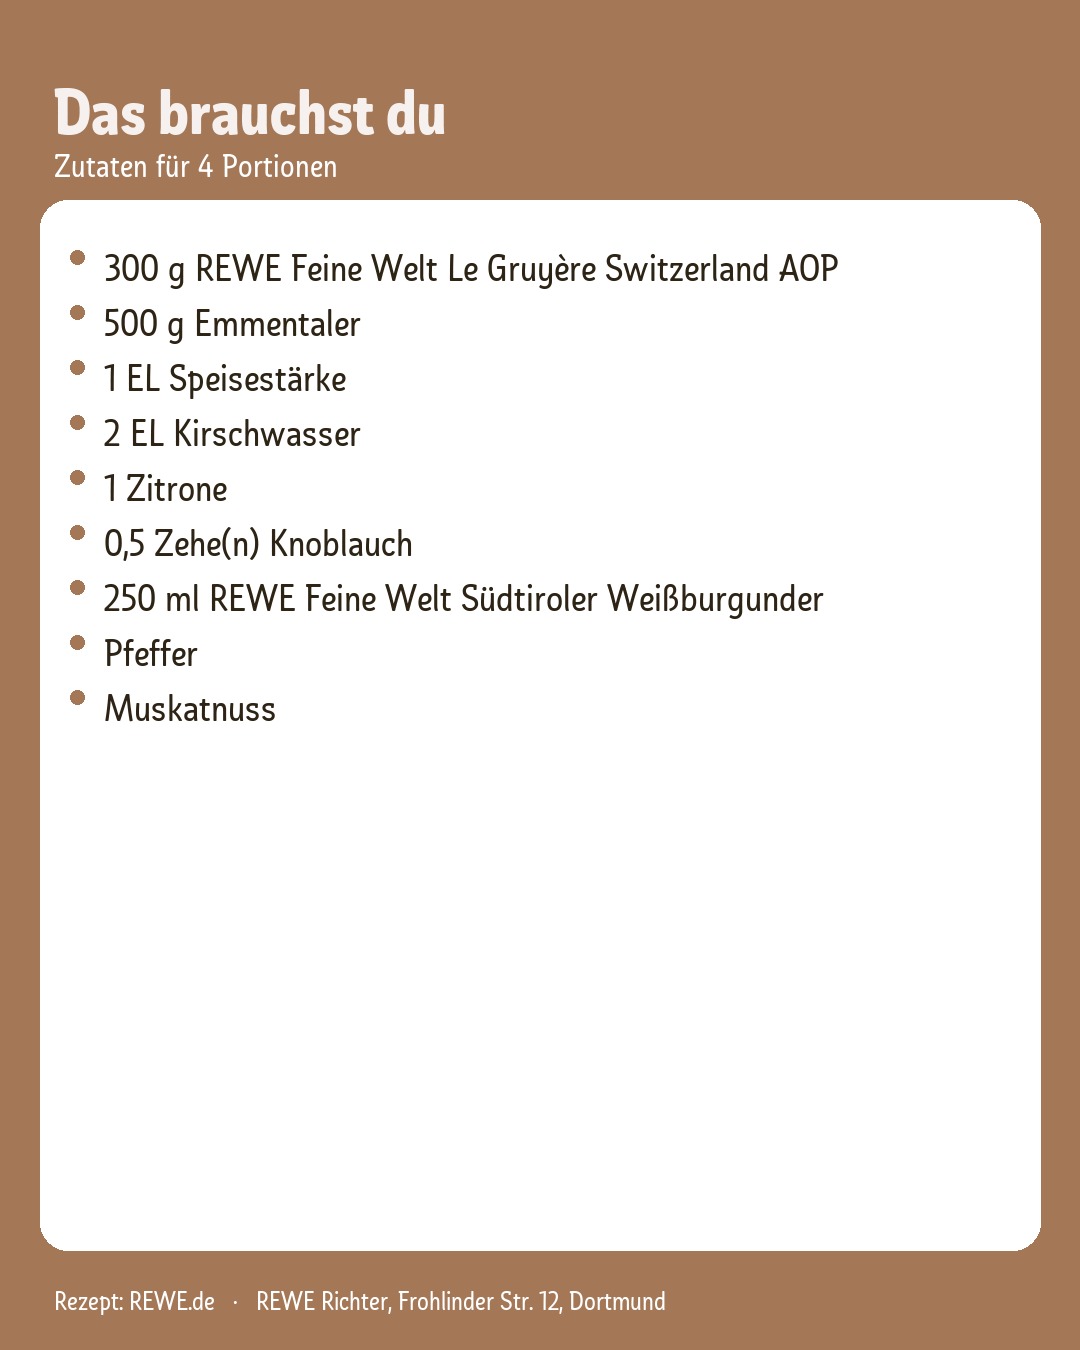 Das brauchst du
Zutaten für 4 Portionen
300 g REWE Feine Welt Le Gruyère Switzerland AOP
500 g Emmentaler
1 EL Speisestärke
2 EL Kirschwasser
1 Zitrone
0,5 Zehe(n) Knoblauch
250 ml REWE Feine Welt Südtiroler Weißburgunder
Pfeffer
Muskatnuss
Rezept: REWE.de · REWE Richter, Frohlinder Str. 12, Dortmund